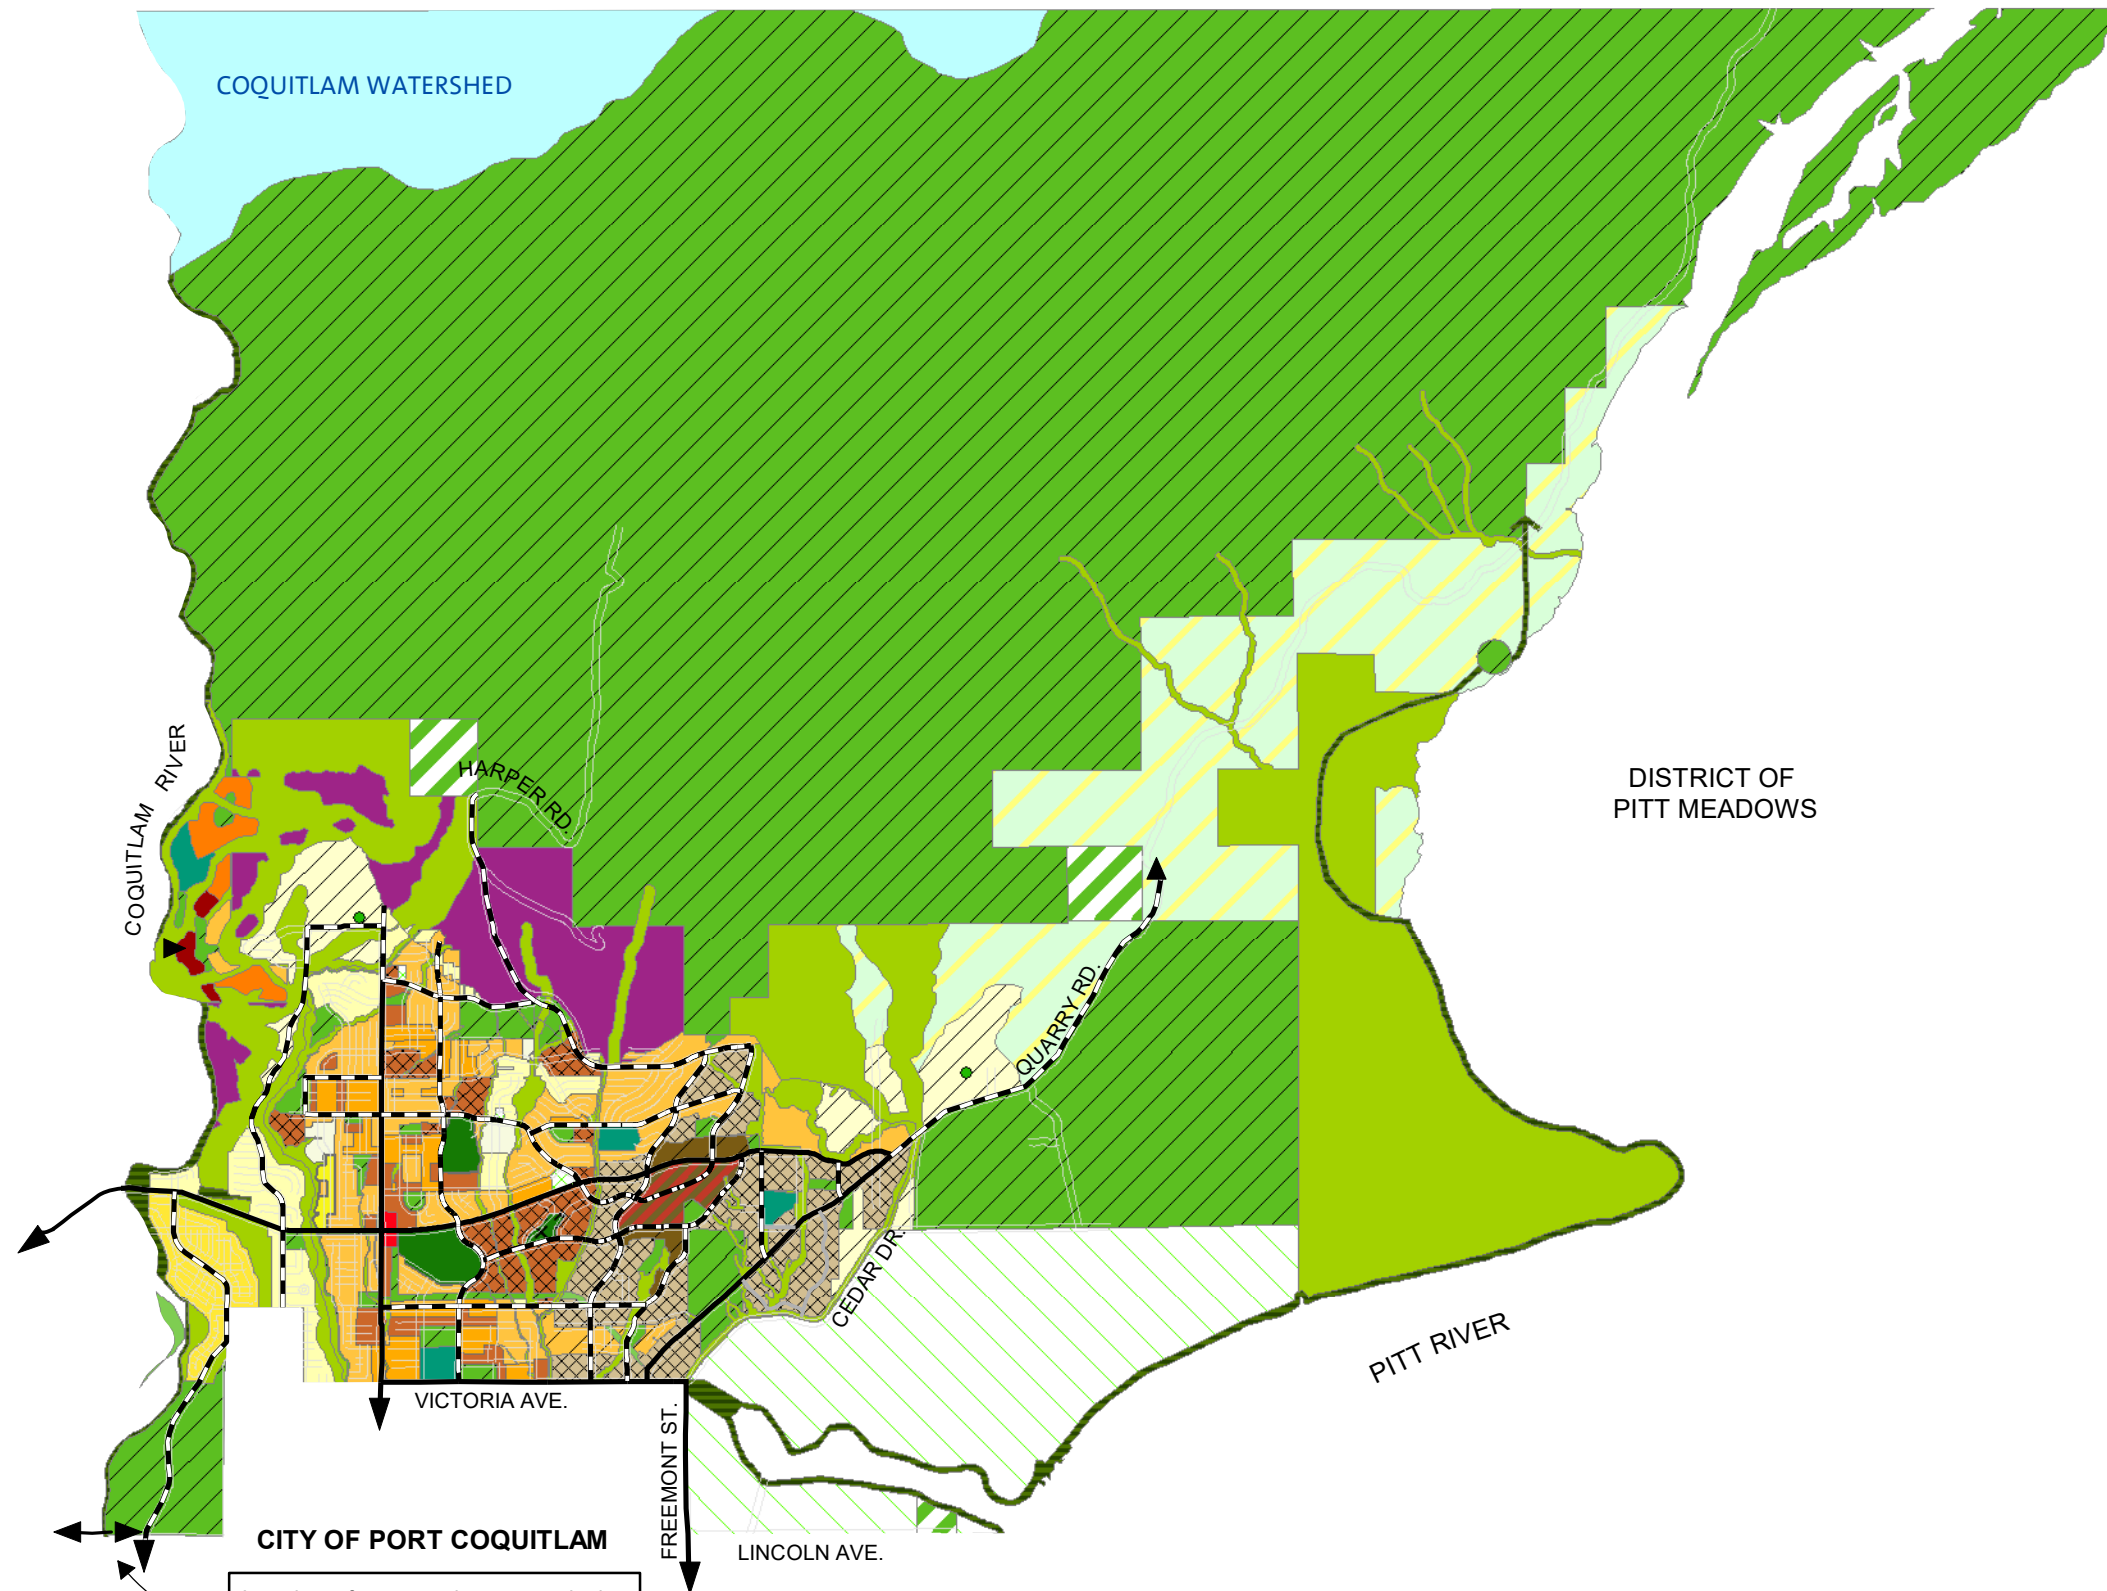 COQUITLAM WATERSHED
COQUITLAM RIVER
HARPER RD.
DISTRICT OF
PITT MEADOWS
QUARRY RD.
CEDAR DR.
PITT RIVER
VICTORIA AVE.
FREEMONT ST.
CITY OF PORT COQUITLAM
LINCOLN AVE.